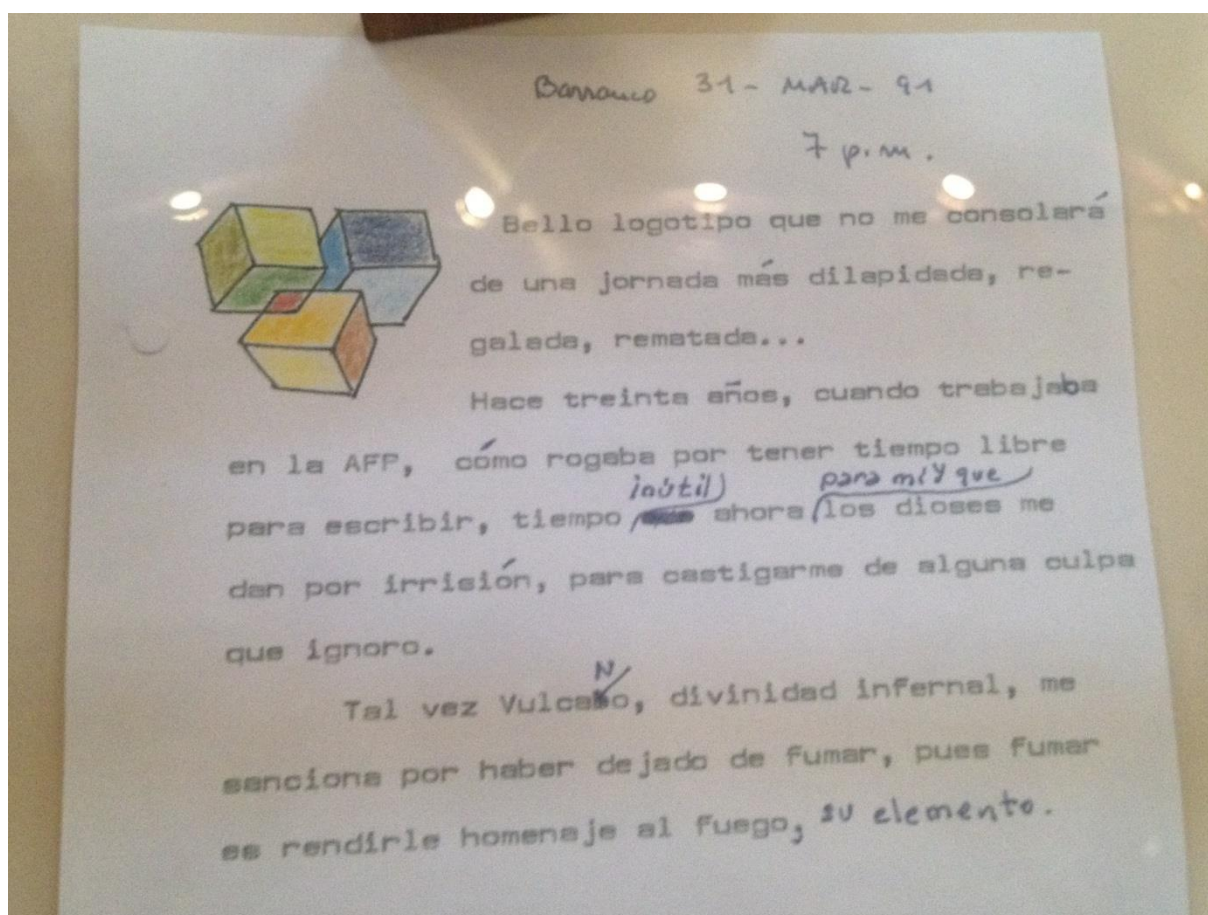 Barranco 31 - MAR - 91
7 p.m.
Bello logotipo que no me consolará
de una jornada más dilapidada, re-
galada, rematada...
Hace treinta años, cuando trabajaba
en la AFP, cómo rogaba por tener tiempo libre
inútil para mí y que
para escribir, tiempo ahora los dioses me
dan por irrisión, para castigarme de alguna culpa
que ignoro.
N
Tal vez Vulcano, divinidad infernal, me
sanciona por haber dejado de fumar, pues fumar
es rendirle homenaje al fuego, su elemento.